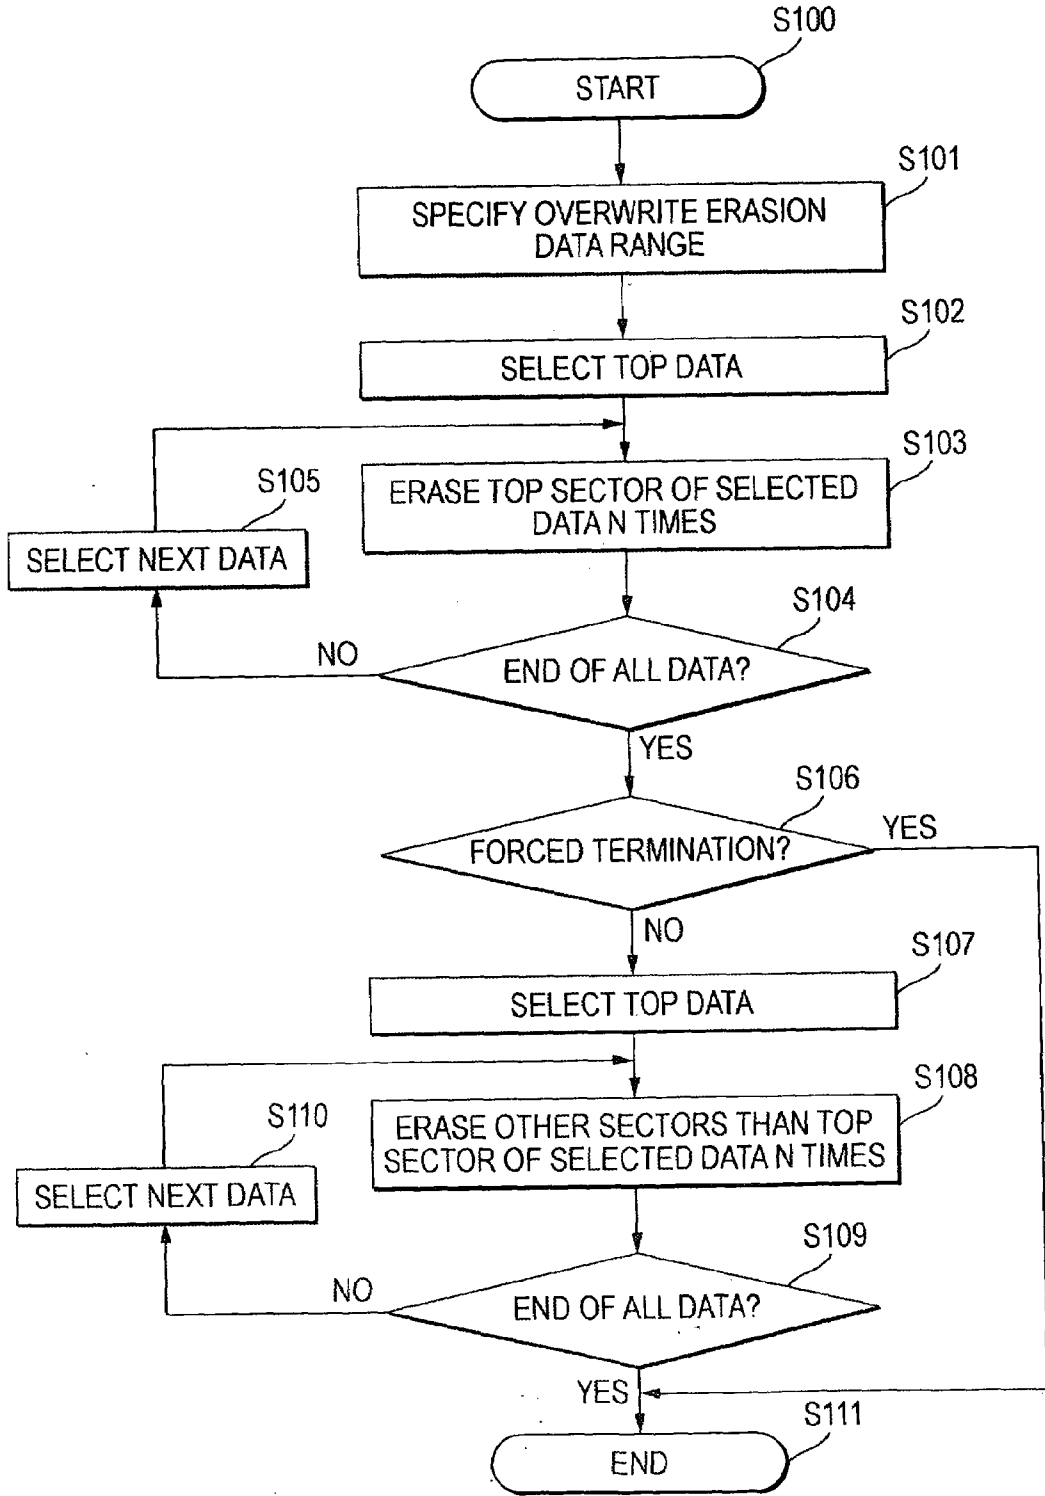 S100
START
S101
SPECIFY OVERWRITE ERASION
DATA RANGE
S102
SELECT TOP DATA
S103
ERASE TOP SECTOR OF SELECTED
DATA N TIMES
S105
SELECT NEXT DATA
S104
END OF ALL DATA?
NO
YES
S106
FORCED TERMINATION?
YES
NO
S107
SELECT TOP DATA
S108
ERASE OTHER SECTORS THAN TOP
SECTOR OF SELECTED DATA N TIMES
S110
SELECT NEXT DATA
S109
END OF ALL DATA?
NO
YES
S111
END